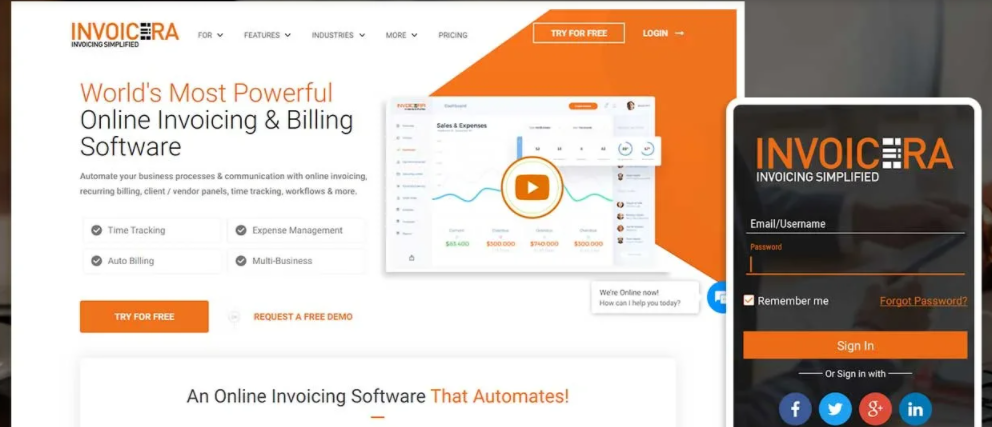 INVOICERA
INVOICING SIMPLIFIED
FOR
FEATURES
INDUSTRIES
MORE
PRICING
TRY FOR FREE
LOGIN →
World's Most Powerful
Online Invoicing & Billing
Software
Automate your business processes & communication with online invoicing,
recurring billing, client / vendor panels, time tracking, workflows & more.
Time Tracking
Expense Management
Auto Billing
Multi-Business
TRY FOR FREE
REQUEST A FREE DEMO
Dashboard
Sales & Expenses
$300.000
$740.000
$300.000
We're Online now!
How can I help you today?
An Online Invoicing Software That Automates!
INVOICERA
INVOICING SIMPLIFIED
Email/Username
Password
Remember me
Forgot Password?
Sign In
Or Sign in with
f
g+
in